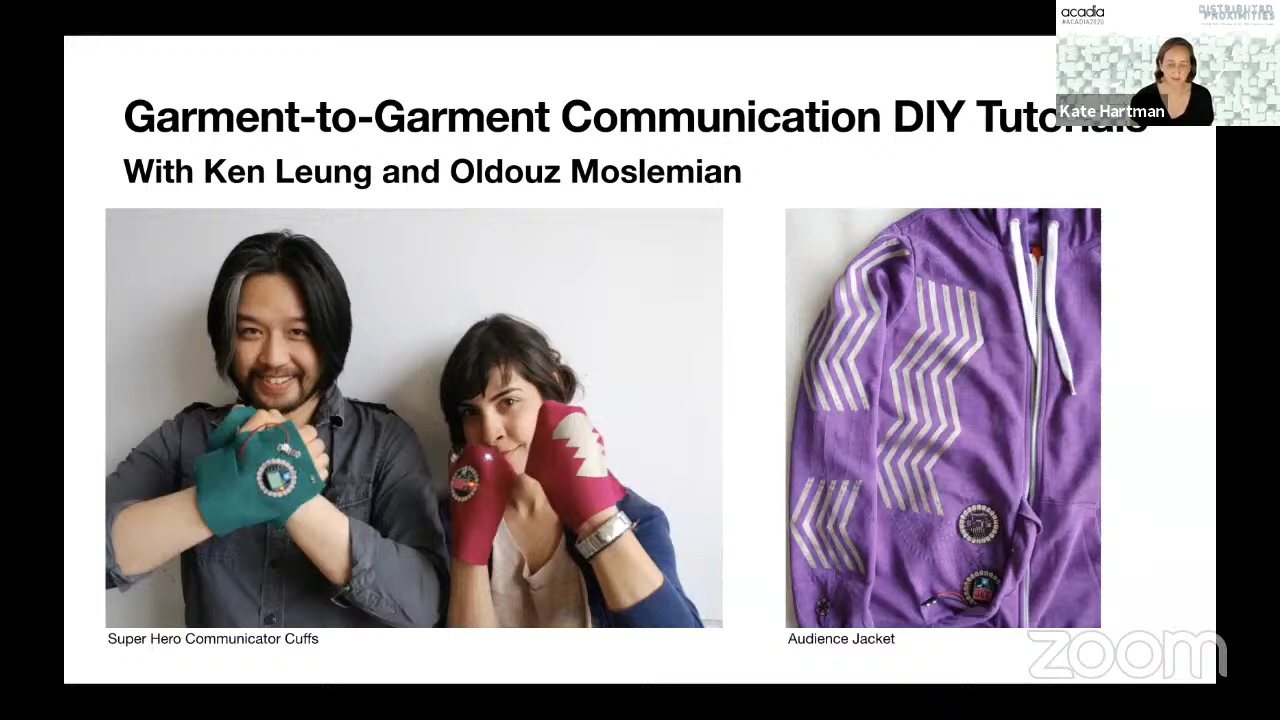 acadia
#ACADIA2020
DISTRIBUTED
PROXIMITIES
Kate Hartman
Garment-to-Garment Communication DIY Tutorials
With Ken Leung and Oldouz Moslemian
Super Hero Communicator Cuffs
Audience Jacket
zoom